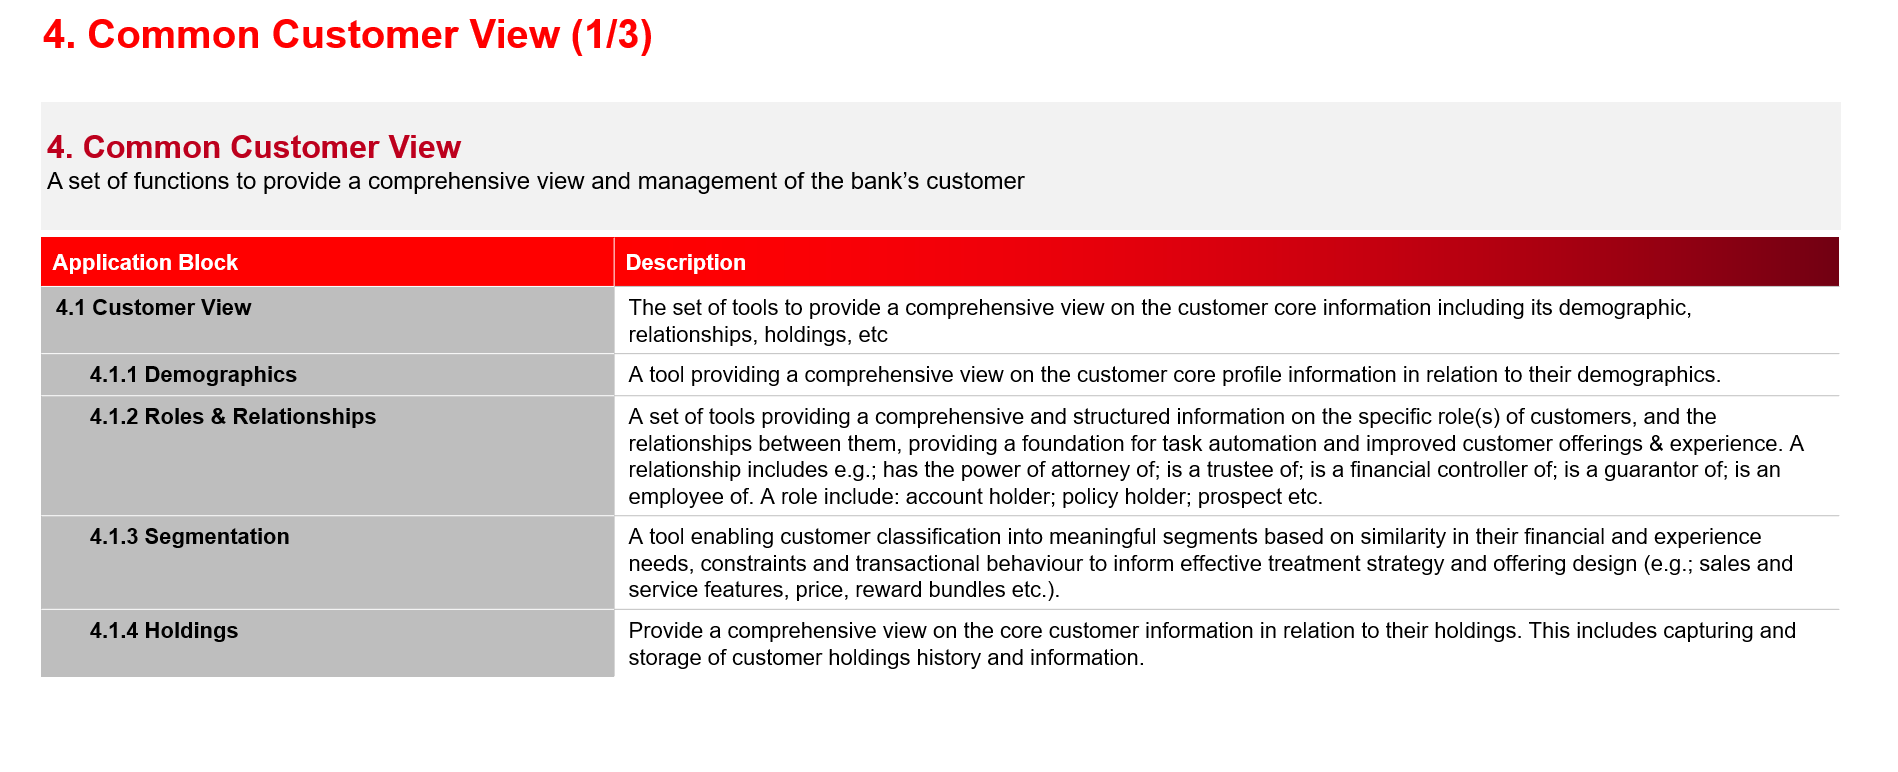 4. Common Customer View (1/3)
4. Common Customer View
A set of functions to provide a comprehensive view and management of the bank’s customer
Application Block
Description
4.1 Customer View
The set of tools to provide a comprehensive view on the customer core information including its demographic,
relationships, holdings, etc
4.1.1 Demographics
A tool providing a comprehensive view on the customer core profile information in relation to their demographics.
4.1.2 Roles & Relationships
A set of tools providing a comprehensive and structured information on the specific role(s) of customers, and the
relationships between them, providing a foundation for task automation and improved customer offerings & experience. A
relationship includes e.g.; has the power of attorney of; is a trustee of; is a financial controller of; is a guarantor of; is an
employee of. A role include: account holder; policy holder; prospect etc.
4.1.3 Segmentation
A tool enabling customer classification into meaningful segments based on similarity in their financial and experience
needs, constraints and transactional behaviour to inform effective treatment strategy and offering design (e.g.; sales and
service features, price, reward bundles etc.).
4.1.4 Holdings
Provide a comprehensive view on the core customer information in relation to their holdings. This includes capturing and
storage of customer holdings history and information.